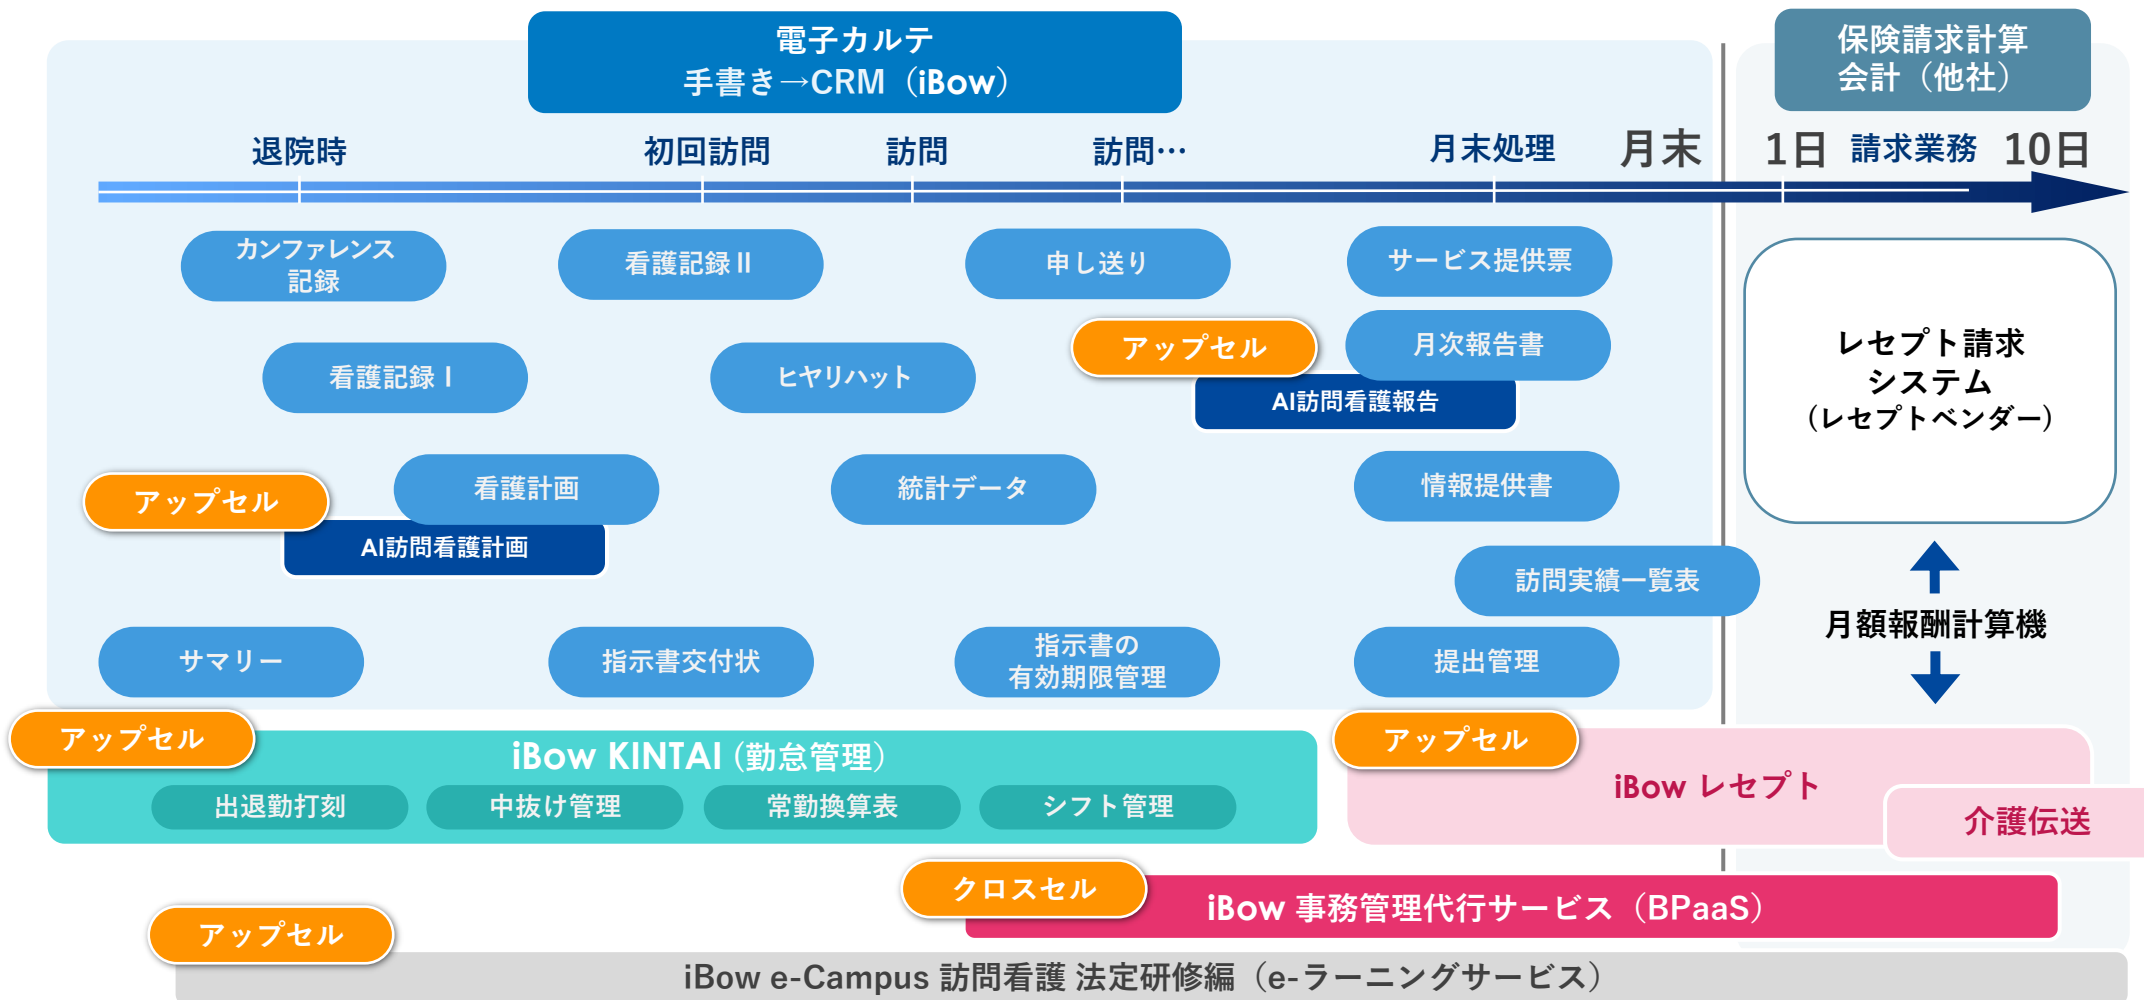 電子カルテ
手書き→CRM（iBow）
保険請求計算
会計（他社）
退院時
初回訪問
訪問
訪問…
月末処理
月末
1日
請求業務
10日
カンファレンス
記録
看護記録Ⅱ
申し送り
サービス提供票
アップセル
月次報告書
看護記録Ⅰ
ヒヤリハット
AI訪問看護報告
レセプト請求
システム
（レセプトベンダー）
アップセル
看護計画
統計データ
情報提供書
AI訪問看護計画
訪問実績一覧表
月額報酬計算機
サマリー
指示書交付状
指示書の
有効期限管理
提出管理
アップセル
iBow KINTAI（勤怠管理）
出退勤打刻
中抜け管理
常勤換算表
シフト管理
アップセル
iBow レセプト
介護伝送
クロスセル
iBow 事務管理代行サービス（BPaaS）
アップセル
iBow e-Campus 訪問看護 法定研修編（e-ラーニングサービス）